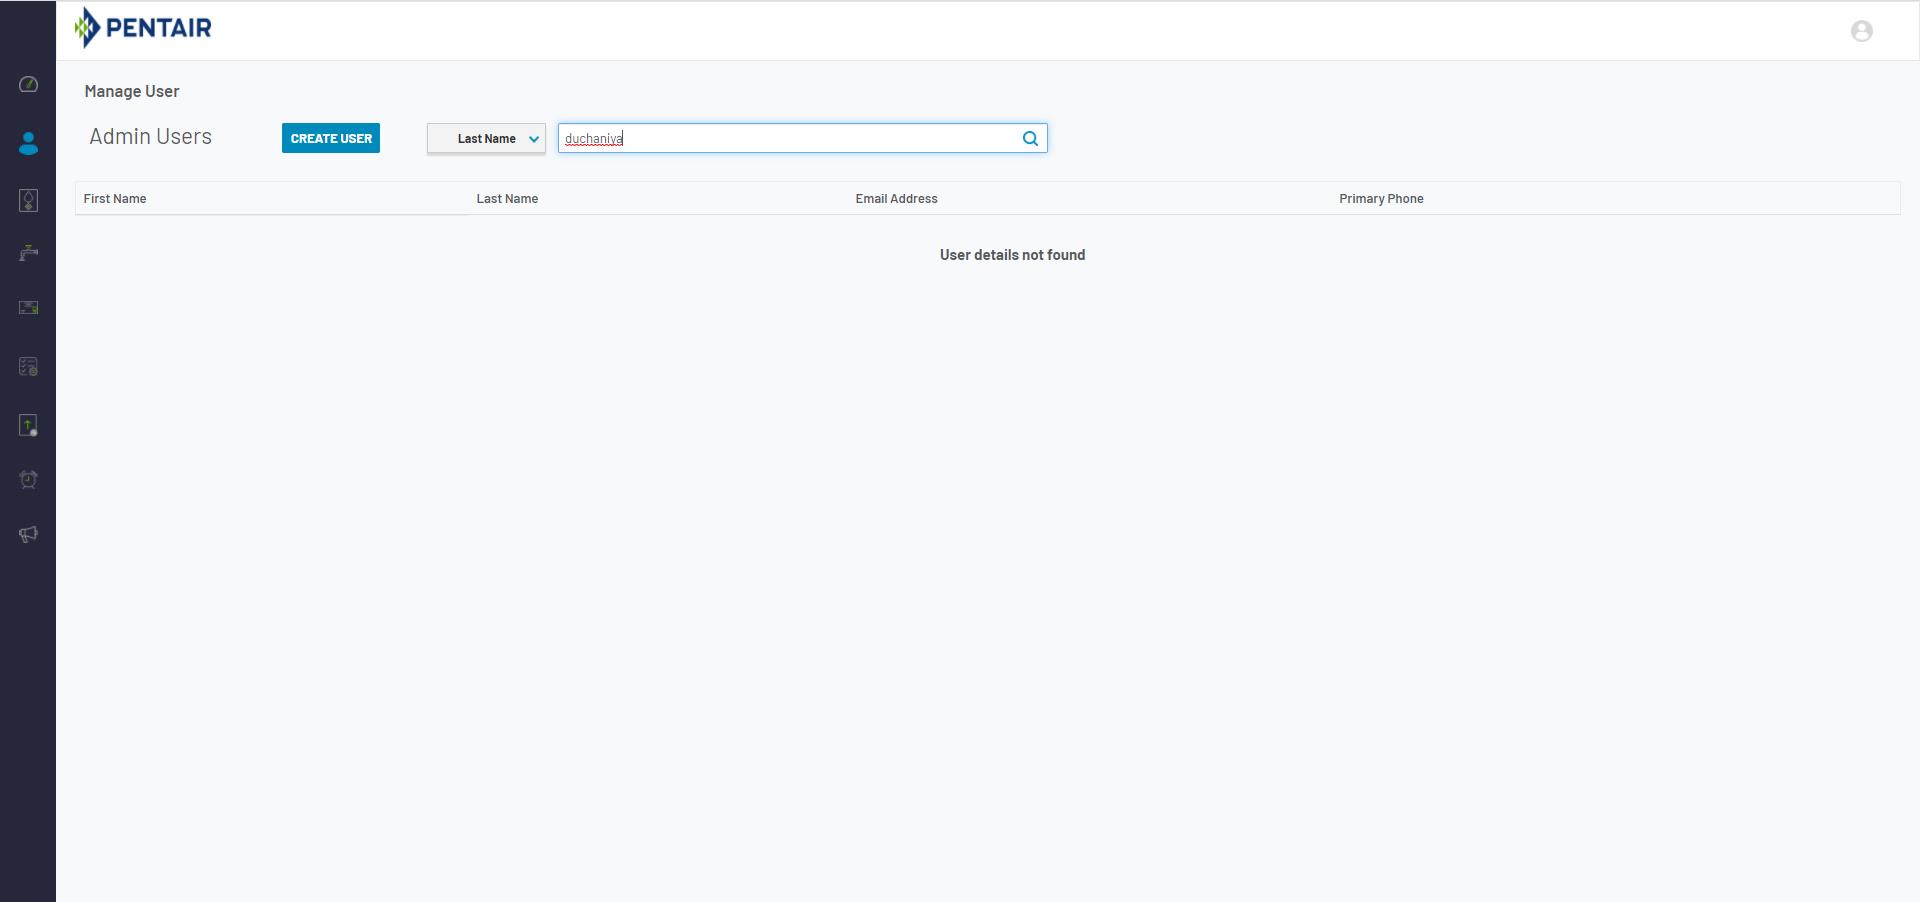 PENTAIR
Manage User
Admin Users
CREATE USER
Last Name
duchaniya
First Name
Last Name
Email Address
Primary Phone
User details not found